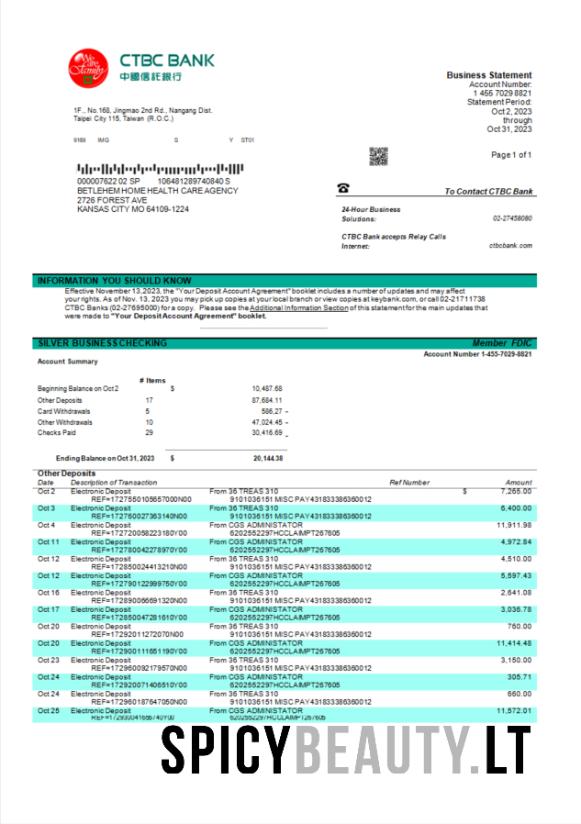 We are Family
CTBC BANK
中國信託銀行
1F., No.168, Jingmao 2nd Rd., Nangang Dist.
Taipei City 115, Taiwan (R.O.C.)
Business Statement
Account Number:
1 455 7029 8821
Statement Period:
Oct 2, 2023
through
Oct 31, 2023
Page 1 of 1
9188 IMG S Y ST01
000007622 02 SP 106481289740840 S
BETLEHEM HOME HEALTH CARE AGENCY
2726 FOREST AVE
KANSAS CITY MO 64109-1224
To Contact CTBC Bank
24-Hour Business
Solutions: 02-27458080
CTBC Bank accepts Relay Calls
Internet: ctbcbank.com
INFORMATION YOU SHOULD KNOW
Effective November 13,2023, the "Your Deposit Account Agreement" booklet includes a number of updates and may affect
your rights. As of Nov. 13, 2023 you may pick up copies at your local branch or view copies at keybank.com, or call 02-21711738
CTBC Banks (02-27695000) for a copy. Please see the Additional Information Section of this statement for the main updates that
were made to "Your Deposit Account Agreement" booklet.
SILVER BUSINESS CHECKING Member FDIC
Account Number 1-455-7029-8821
Account Summary
# Items
Beginning Balance on Oct 2 $ 10,487.68
Other Deposits 17 87,684.11
Card Withdrawals 5 586,27 -
Other Withdrawals 10 47,024.45 -
Checks Paid 29 30,416.69 -
Ending Balance on Oct 31, 2023 $ 20,144.38
Other Deposits
Date Description of Transaction Ref Number Amount
Oct 2 Electronic Deposit From 36 TREAS 310 $ 7,265.00
REF=1727550105657000N00 9101036151 MISC PAY431833386360012
Oct 3 Electronic Deposit From 36 TREAS 310 6,400.00
REF=172760027363140N00 9101036151 MISC PAY431833386360012
Oct 4 Electronic Deposit From CGS ADMINISTATOR 11,911.98
REF=172720058223180Y00 6202552297HCCLAIMPT267605
Oct 11 Electronic Deposit From CGS ADMINISTATOR 4,972.84
REF=172780042278970Y00 6202552297HCCLAIMPT267605
Oct 12 Electronic Deposit From 36 TREAS 310 4,510.00
REF=172850024413210N00 9101036151 MISC PAY431833386360012
Oct 12 Electronic Deposit From CGS ADMINISTATOR 5,597.43
REF=172790122999750Y00 6202552297HCCLAIMPT267605
Oct 16 Electronic Deposit From 36 TREAS 310 2,641.08
REF=172890066691320N00 9101036151 MISC PAY431833386360012
Oct 17 Electronic Deposit From CGS ADMINISTATOR 3,036.78
REF=172850047281610Y00 6202552297HCCLAIMPT267605
Oct 20 Electronic Deposit From 36 TREAS 310 760.00
REF=17292011272070N00 9101036151 MISC PAY431833386360012
Oct 20 Electronic Deposit From CGS ADMINISTATOR 11,414.48
REF=172900111651190Y00 6202552297HCCLAIMPT267605
Oct 23 Electronic Deposit From 36 TREAS 310 3,150.00
REF=172960092179570N00 9101036151 MISC PAY431833386360012
Oct 24 Electronic Deposit From CGS ADMINISTATOR 305.71
REF=172920071406510Y00 6202552297HCCLAIMPT267605
Oct 24 Electronic Deposit From 36 TREAS 310 660.00
REF=172960187647050N00 9101036151 MISC PAY431833386360012
Oct 25 Electronic Deposit From CGS ADMINISTATOR 11,572.01
REF=172930041666740Y00 6202552297HCCLAIMPT267605
SPICYBEAUTY.LT